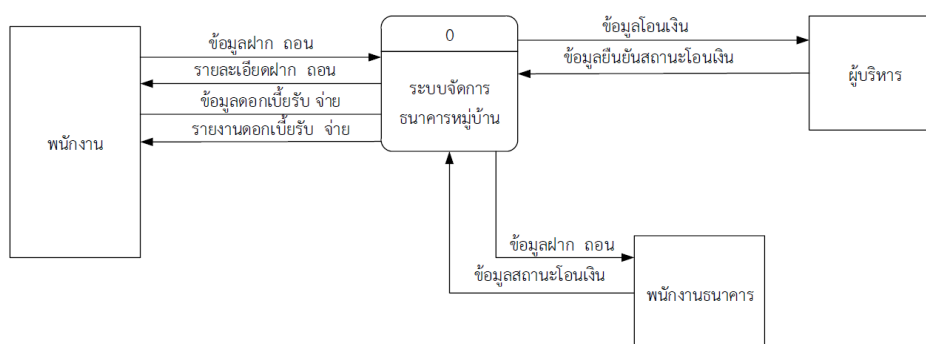 พนักงาน
ข้อมูลฝาก ถอน
รายละเอียดฝาก ถอน
ข้อมูลดอกเบี้ยรับ จ่าย
รายงานดอกเบี้ยรับ จ่าย
0
ระบบจัดการ
ธนาคารหมู่บ้าน
ข้อมูลโอนเงิน
ข้อมูลยืนยันสถานะโอนเงิน
ผู้บริหาร
ข้อมูลฝาก ถอน
ข้อมูลสถานะโอนเงิน
พนักงานธนาคาร